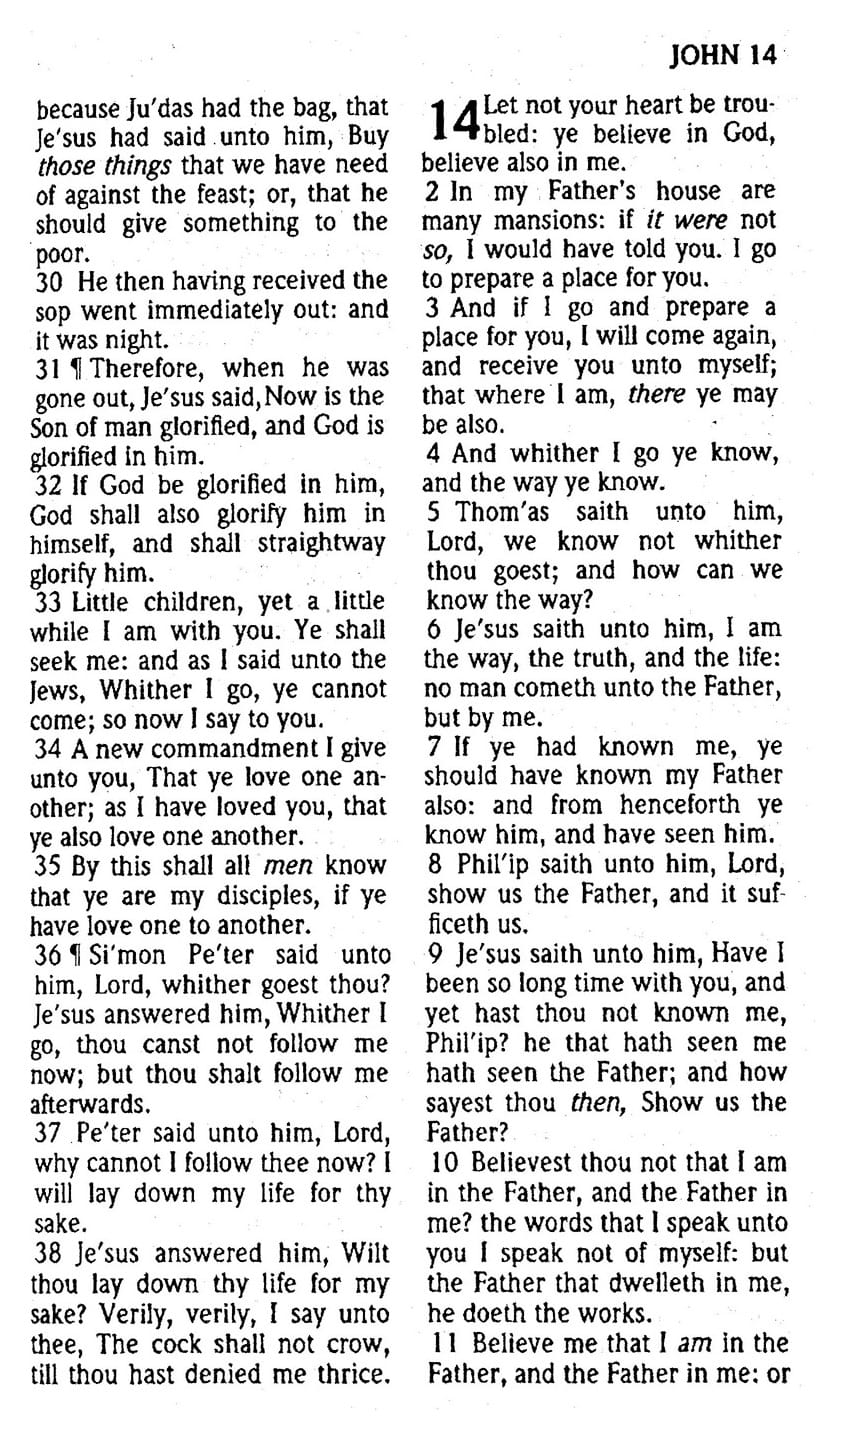 JOHN 14
because Ju'das had the bag, that
Je'sus had said unto him, Buy
those things that we have need
of against the feast; or, that he
should give something to the
poor.
30 He then having received the
sop went immediately out: and
it was night.
31 ¶ Therefore, when he was
gone out, Je'sus said, Now is the
Son of man glorified, and God is
glorified in him.
32 If God be glorified in him,
God shall also glorify him in
himself, and shall straightway
glorify him.
33 Little children, yet a little
while I am with you. Ye shall
seek me: and as I said unto the
Jews, Whither I go, ye cannot
come; so now I say to you.
34 A new commandment I give
unto you, That ye love one an-
other; as I have loved you, that
ye also love one another.
35 By this shall all men know
that ye are my disciples, if ye
have love one to another.
36 ¶ Si'mon Pe'ter said unto
him, Lord, whither goest thou?
Je'sus answered him, Whither I
go, thou canst not follow me
now; but thou shalt follow me
afterwards.
37 Pe'ter said unto him, Lord,
why cannot I follow thee now? I
will lay down my life for thy
sake.
38 Je'sus answered him, Wilt
thou lay down thy life for my
sake? Verily, verily, I say unto
thee, The cock shall not crow,
till thou hast denied me thrice.
14 Let not your heart be trou-
bled: ye believe in God,
believe also in me.
2 In my Father's house are
many mansions: if it were not
so, I would have told you. I go
to prepare a place for you.
3 And if I go and prepare a
place for you, I will come again,
and receive you unto myself;
that where I am, there ye may
be also.
4 And whither I go ye know,
and the way ye know.
5 Thom'as saith unto him,
Lord, we know not whither
thou goest; and how can we
know the way?
6 Je'sus saith unto him, I am
the way, the truth, and the life:
no man cometh unto the Father,
but by me.
7 If ye had known me, ye
should have known my Father
also: and from henceforth ye
know him, and have seen him.
8 Phil'ip saith unto him, Lord,
show us the Father, and it suf-
ficeth us.
9 Je'sus saith unto him, Have I
been so long time with you, and
yet hast thou not known me,
Phil'ip? he that hath seen me
hath seen the Father; and how
sayest thou then, Show us the
Father?
10 Believest thou not that I am
in the Father, and the Father in
me? the words that I speak unto
you I speak not of myself: but
the Father that dwelleth in me,
he doeth the works.
11 Believe me that I am in the
Father, and the Father in me: or